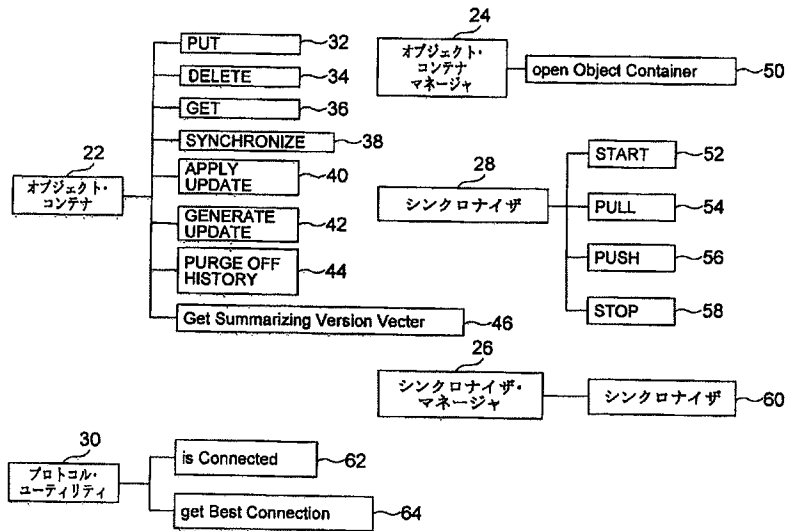 22
オブジェクト・
コンテナ
PUT
32
DELETE
34
GET
36
SYNCHRONIZE
38
APPLY
UPDATE
40
GENERATE
UPDATE
42
PURGE OFF
HISTORY
44
Get Summarizing Version Vecter
46
24
オブジェクト・
コンテナ
マネージャ
open Object Container
50
28
シンクロナイザ
START
52
PULL
54
PUSH
56
STOP
58
26
シンクロナイザ・
マネージャ
シンクロナイザ
60
30
プロトコル・
ユーティリティ
is Connected
62
get Best Connection
64